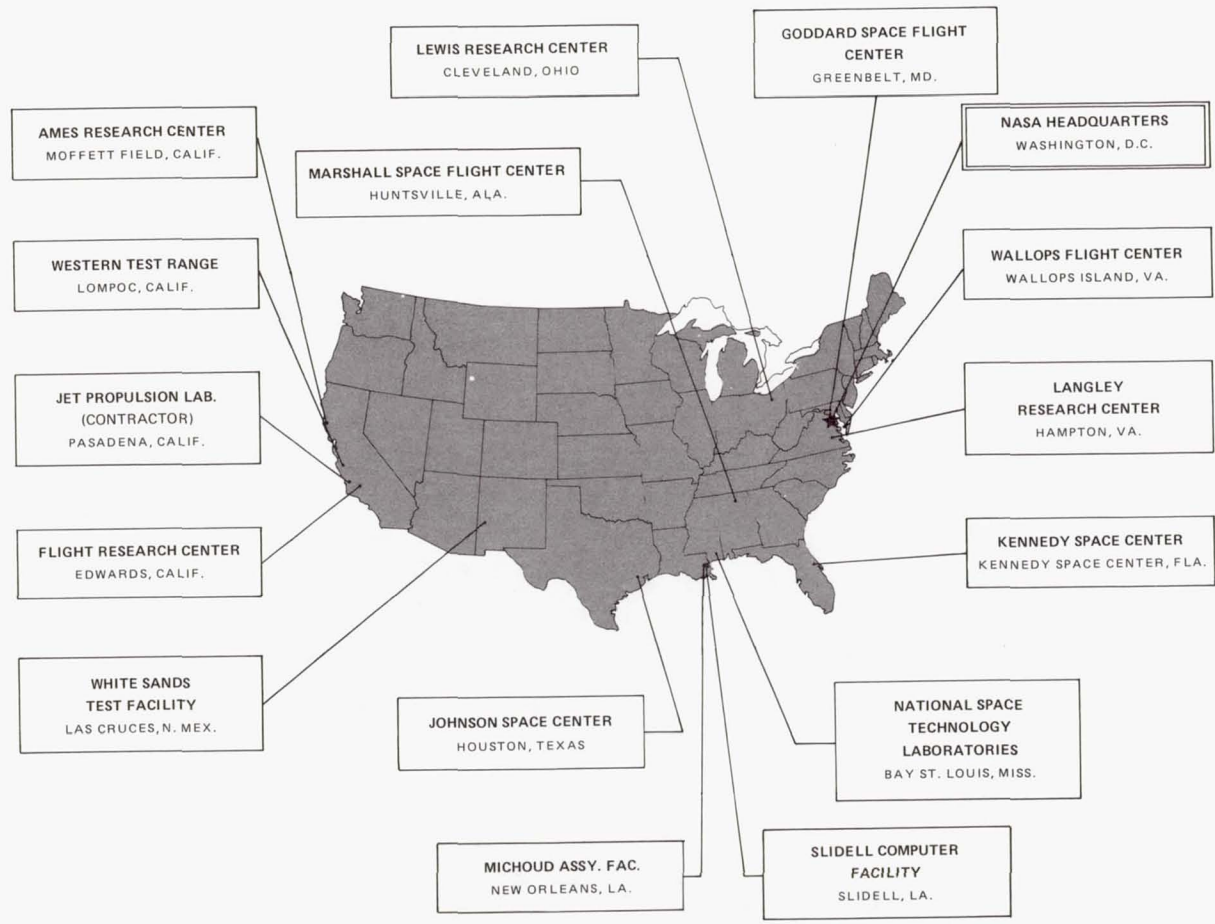 LEWIS RESEARCH CENTER
CLEVELAND, OHIO
GODDARD SPACE FLIGHT
CENTER
GREENBELT, MD.
AMES RESEARCH CENTER
MOFFETT FIELD, CALIF.
NASA HEADQUARTERS
WASHINGTON, D.C.
MARSHALL SPACE FLIGHT CENTER
HUNTSVILLE, ALA.
WESTERN TEST RANGE
LOMPOC, CALIF.
WALLOPS FLIGHT CENTER
WALLOPS ISLAND, VA.
JET PROPULSION LAB.
(CONTRACTOR)
PASADENA, CALIF.
LANGLEY
RESEARCH CENTER
HAMPTON, VA.
FLIGHT RESEARCH CENTER
EDWARDS, CALIF.
KENNEDY SPACE CENTER
KENNEDY SPACE CENTER, FLA.
WHITE SANDS
TEST FACILITY
LAS CRUCES, N. MEX.
JOHNSON SPACE CENTER
HOUSTON, TEXAS
NATIONAL SPACE
TECHNOLOGY
LABORATORIES
BAY ST. LOUIS, MISS.
MICHOUD ASSY. FAC.
NEW ORLEANS, LA.
SLIDELL COMPUTER
FACILITY
SLIDELL, LA.